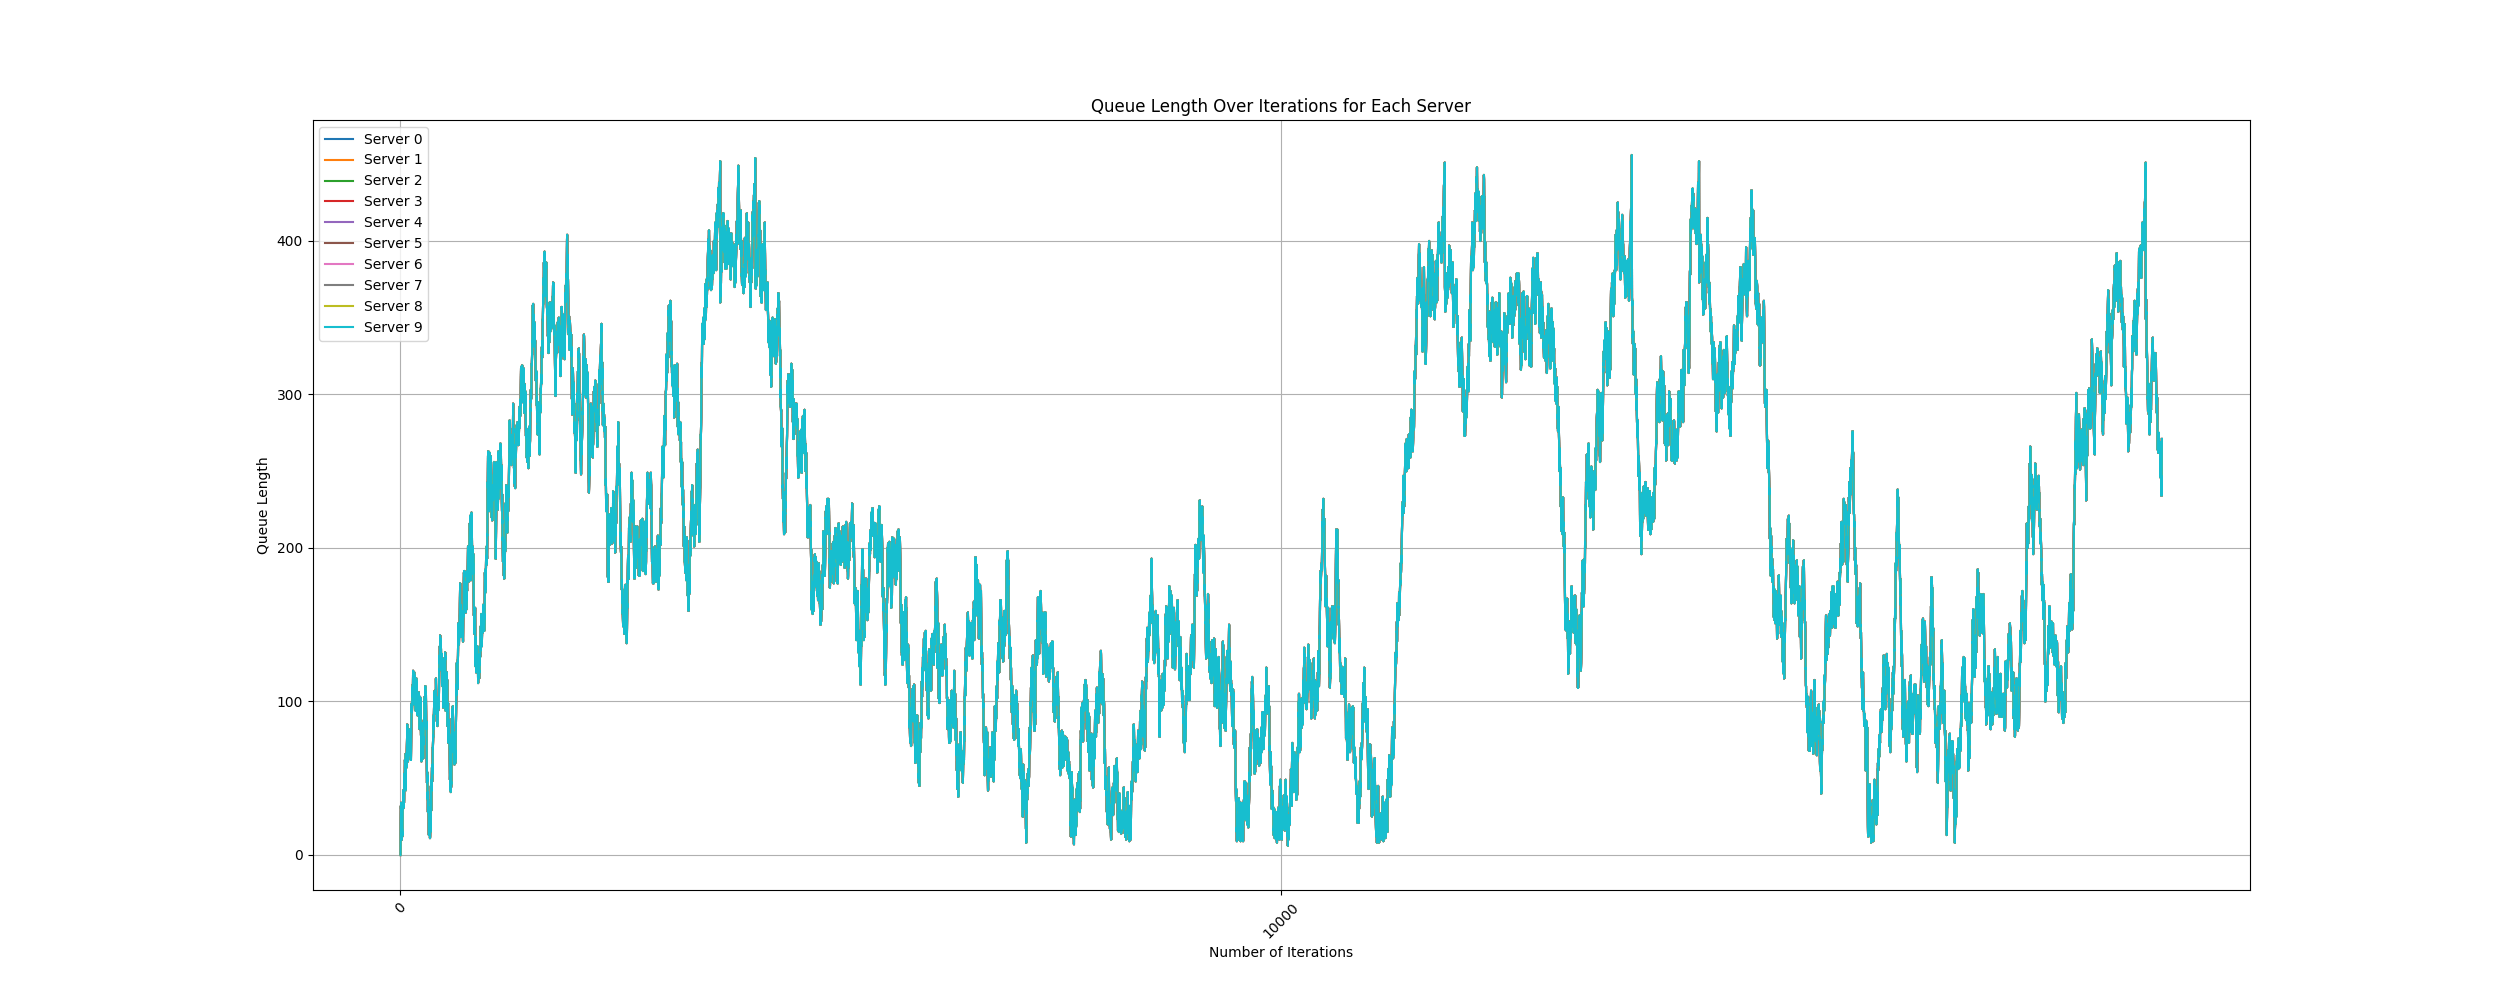 Queue Length Over Iterations for Each Server
Server 0
Server 1
Server 2
Server 3
Server 4
Server 5
Server 6
Server 7
Server 8
Server 9
400
300
200
100
0
Queue Length
0
10000
Number of Iterations